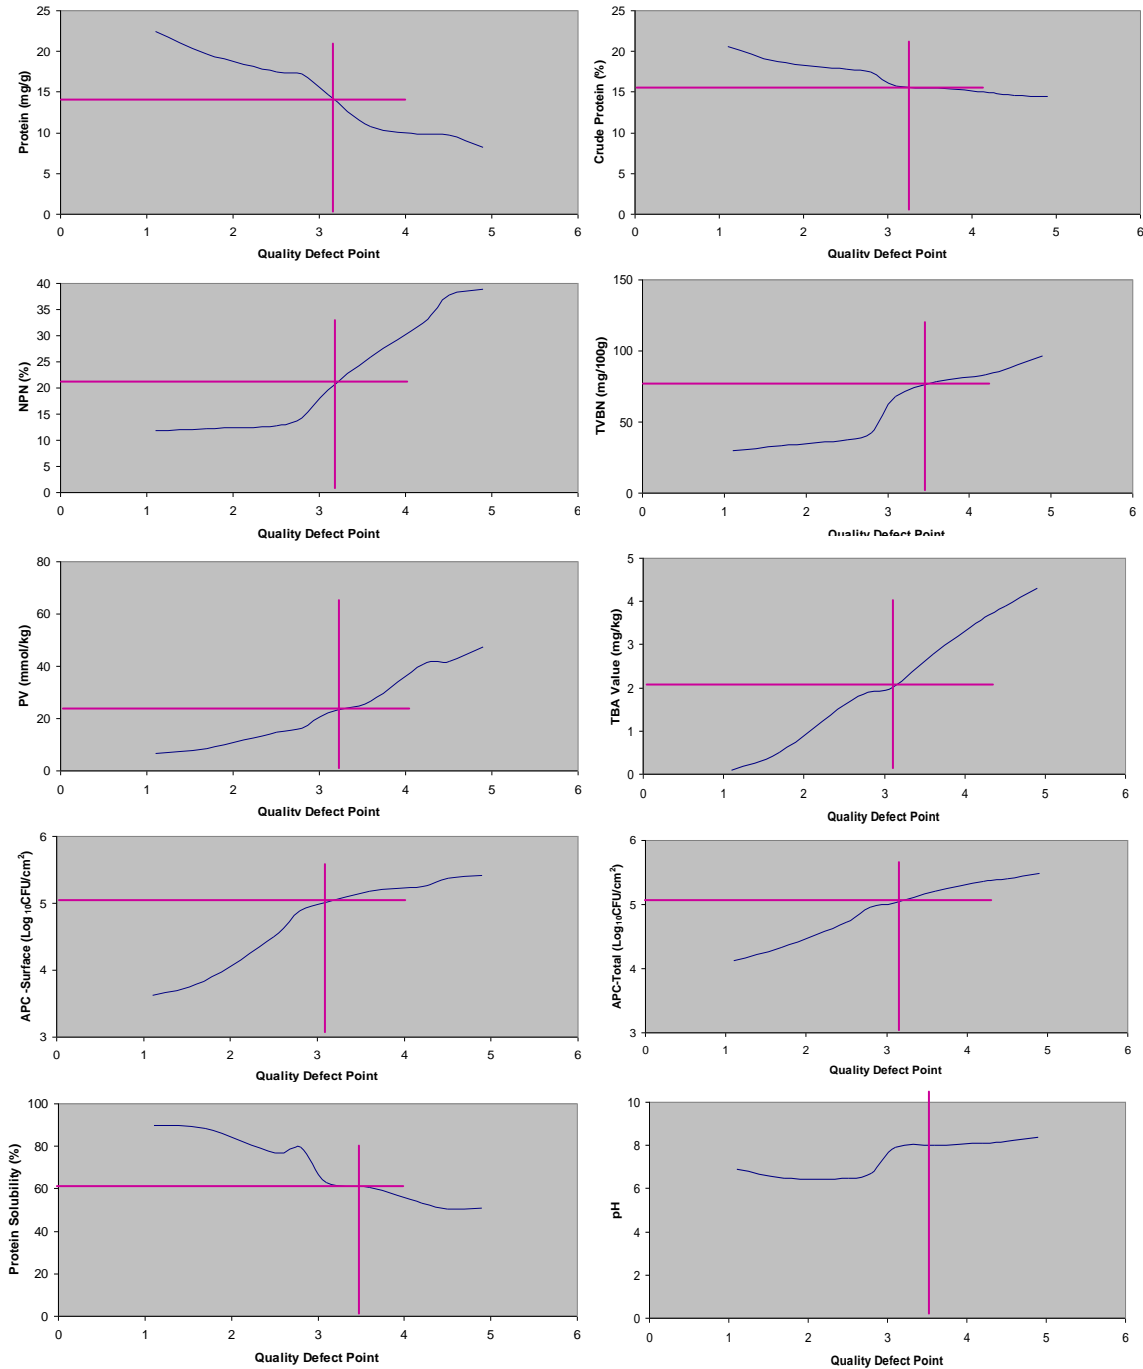 25
20
15
10
5
0
Protein (mg/g)
0 1 2 3 4 5 6
Quality Defect Point
25
20
15
10
5
0
Crude Protein (%)
0 1 2 3 4 5 6
Quality Defect Point
40
35
30
25
20
15
10
5
0
NPN (%)
0 1 2 3 4 5 6
Quality Defect Point
150
100
50
0
TVBN (mg/100g)
0 1 2 3 4 5 6
Quality Defect Point
80
60
40
20
0
PV (mmol/kg)
0 1 2 3 4 5 6
Quality Defect Point
5
4
3
2
1
0
TBA Value (mg/kg)
0 1 2 3 4 5 6
Quality Defect Point
6
5
4
3
APC -Surface (Log ₁₀CFU/cm²)
0 1 2 3 4 5 6
Quality Defect Point
6
5
4
3
APC-Total (Log₁₀CFU/cm²)
0 1 2 3 4 5 6
Quality Defect Point
100
80
60
40
20
0
Protein Solubility (%)
0 1 2 3 4 5 6
Quality Defect Point
10
8
6
4
2
0
pH
0 1 2 3 4 5 6
Quality Defect Point